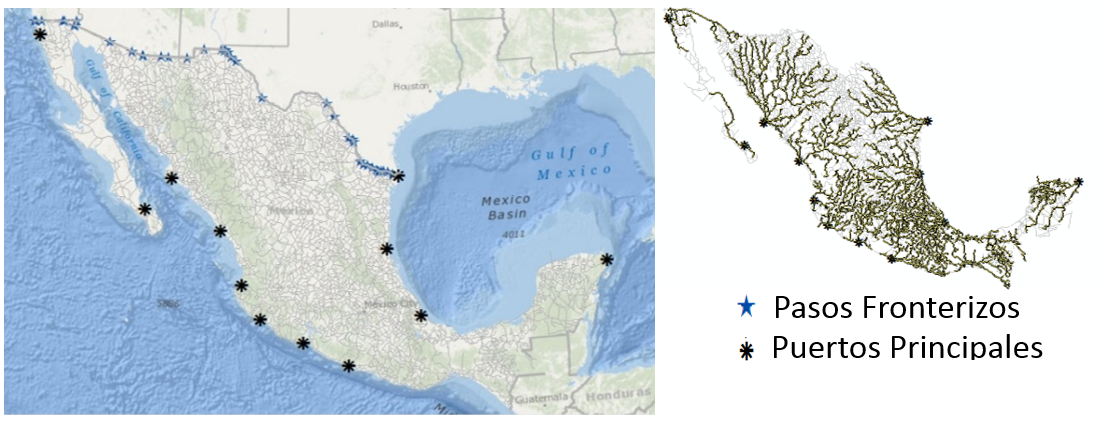 Dallas
Houston
Gulf of California
Gulf of
Mexico
Mexico
Basin
4011
Mexico
Mexico City
5886
Guatemala
Honduras
Pasos Fronterizos
Puertos Principales